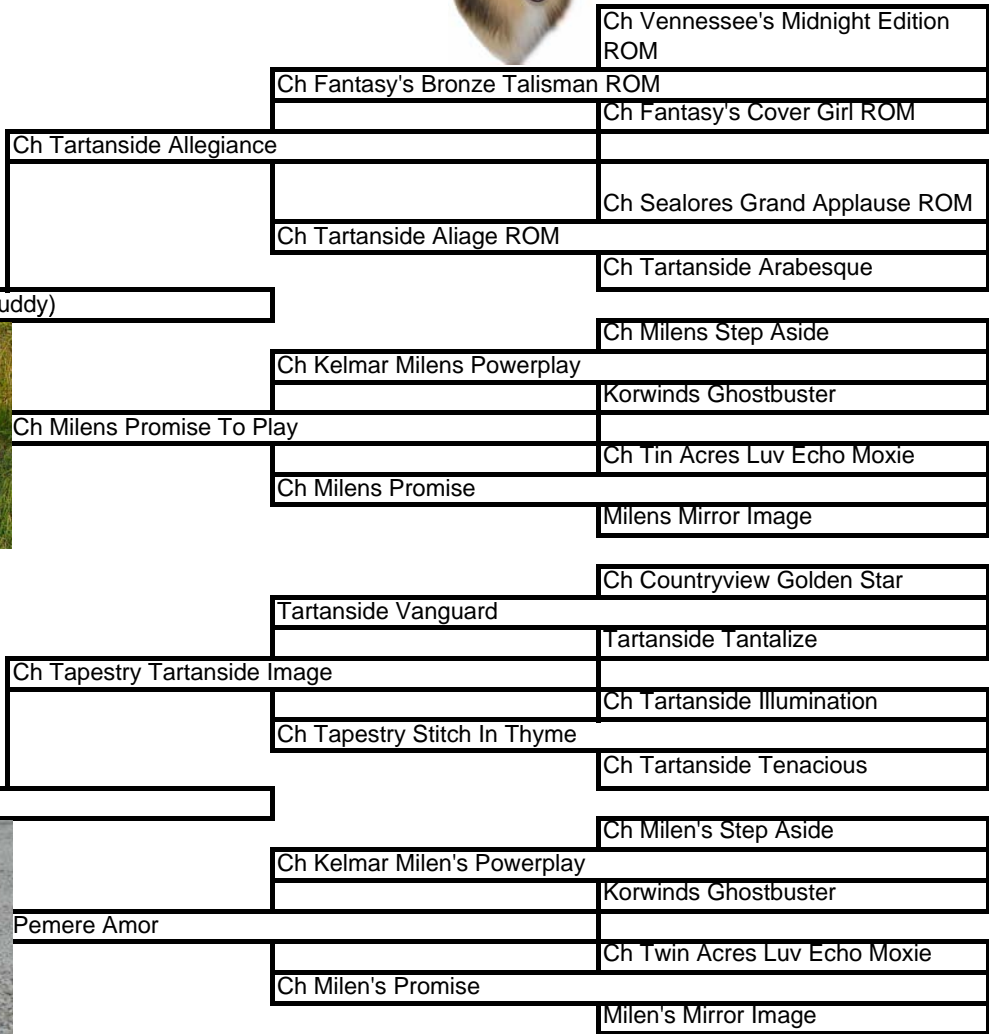 Ch Vennessee's Midnight Edition
ROM
Ch Fantasy's Bronze Talisman ROM
Ch Fantasy's Cover Girl ROM
Ch Tartanside Allegiance
Ch Sealores Grand Applause ROM
Ch Tartanside Aliage ROM
Ch Tartanside Arabesque
uddy)
Ch Milens Step Aside
Ch Kelmar Milens Powerplay
Korwinds Ghostbuster
Ch Milens Promise To Play
Ch Tin Acres Luv Echo Moxie
Ch Milens Promise
Milens Mirror Image
Ch Countryview Golden Star
Tartanside Vanguard
Tartanside Tantalize
Ch Tapestry Tartanside Image
Ch Tartanside Illumination
Ch Tapestry Stitch In Thyme
Ch Tartanside Tenacious
Ch Milen's Step Aside
Ch Kelmar Milen's Powerplay
Korwinds Ghostbuster
Pemere Amor
Ch Twin Acres Luv Echo Moxie
Ch Milen's Promise
Milen's Mirror Image